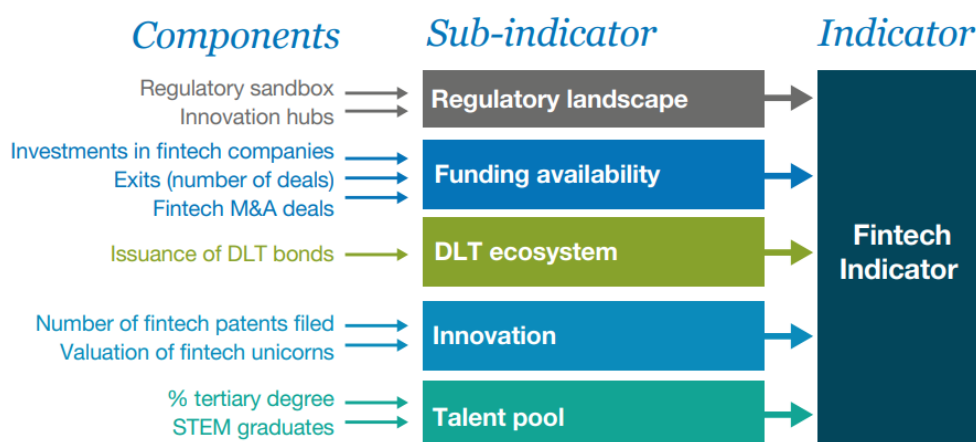 Components
Sub-indicator
Indicator
Regulatory sandbox
Innovation hubs
Regulatory landscape
Investments in fintech companies
Exits (number of deals)
Fintech M&A deals
Funding availability
Issuance of DLT bonds
DLT ecosystem
Number of fintech patents filed
Valuation of fintech unicorns
Innovation
% tertiary degree
STEM graduates
Talent pool
Fintech
Indicator